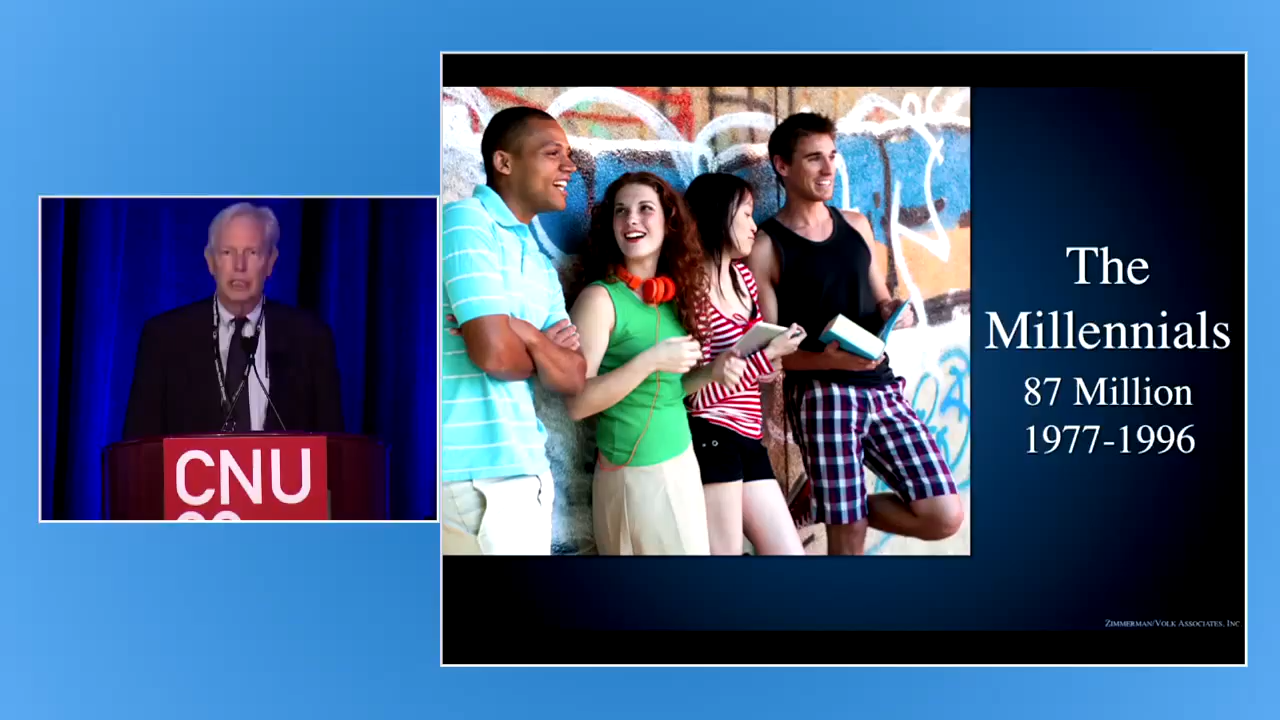 CNU
The
Millennials
87 Million
1977-1996
ZIMMERMAN/VOLK ASSOCIATES, INC